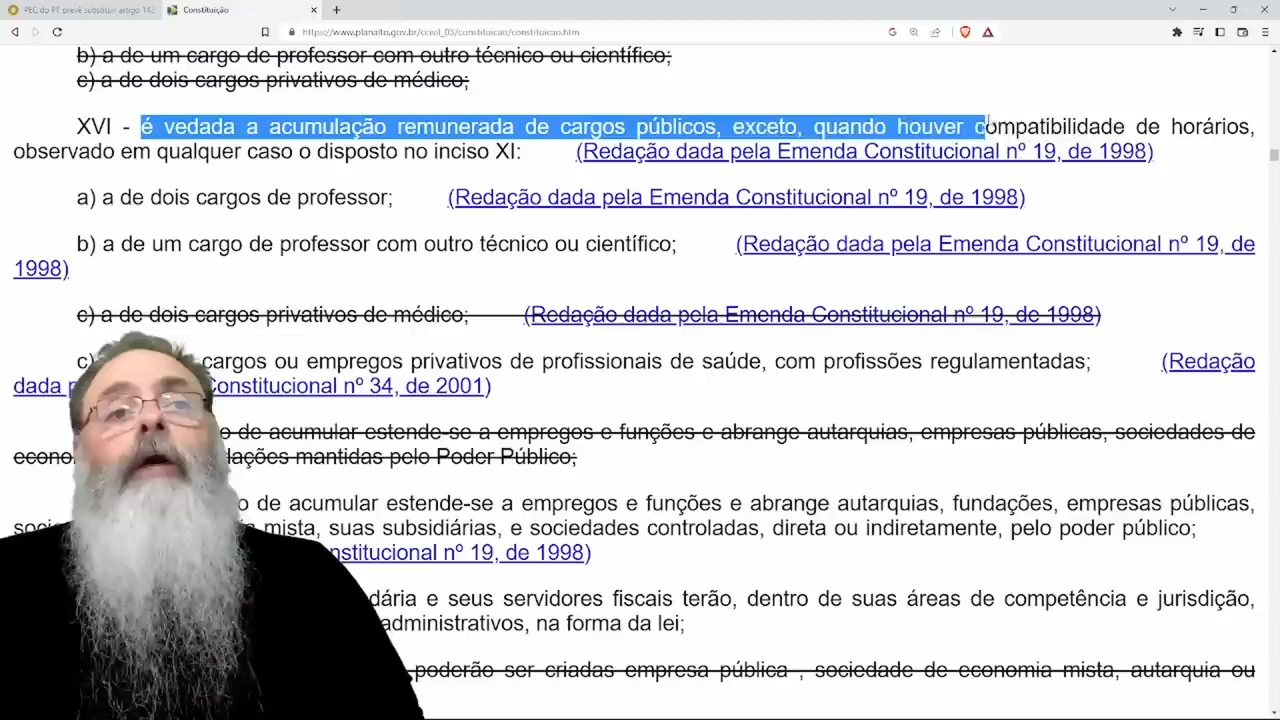 PEC do PT prevê substituir artigo 142
Constituição
https://www.planalto.gov.br/ccivil_03/constituicao/constituicao.htm
b) a de um cargo de professor com outro técnico ou científico;
c) a de dois cargos privativos de médico;
XVI - é vedada a acumulação remunerada de cargos públicos, exceto, quando houver compatibilidade de horários,
observado em qualquer caso o disposto no inciso XI: (Redação dada pela Emenda Constitucional nº 19, de 1998)
a) a de dois cargos de professor; (Redação dada pela Emenda Constitucional nº 19, de 1998)
b) a de um cargo de professor com outro técnico ou científico; (Redação dada pela Emenda Constitucional nº 19, de
1998)
c) a de dois cargos privativos de médico; (Redação dada pela Emenda Constitucional nº 19, de 1998)
c) cargos ou empregos privativos de profissionais de saúde, com profissões regulamentadas; (Redação
dada Constitucional nº 34, de 2001)
de acumular estende-se a empregos e funções e abrange autarquias, empresas públicas, sociedades de
mantidas pelo Poder Público;
de acumular estende-se a empregos e funções e abrange autarquias, fundações, empresas públicas,
mista, suas subsidiárias, e sociedades controladas, direta ou indiretamente, pelo poder público;
nº 19, de 1998)
e seus servidores fiscais terão, dentro de suas áreas de competência e jurisdição,
administrativos, na forma da lei;
poderão ser criadas empresa pública , sociedade de economia mista, autarquia ou